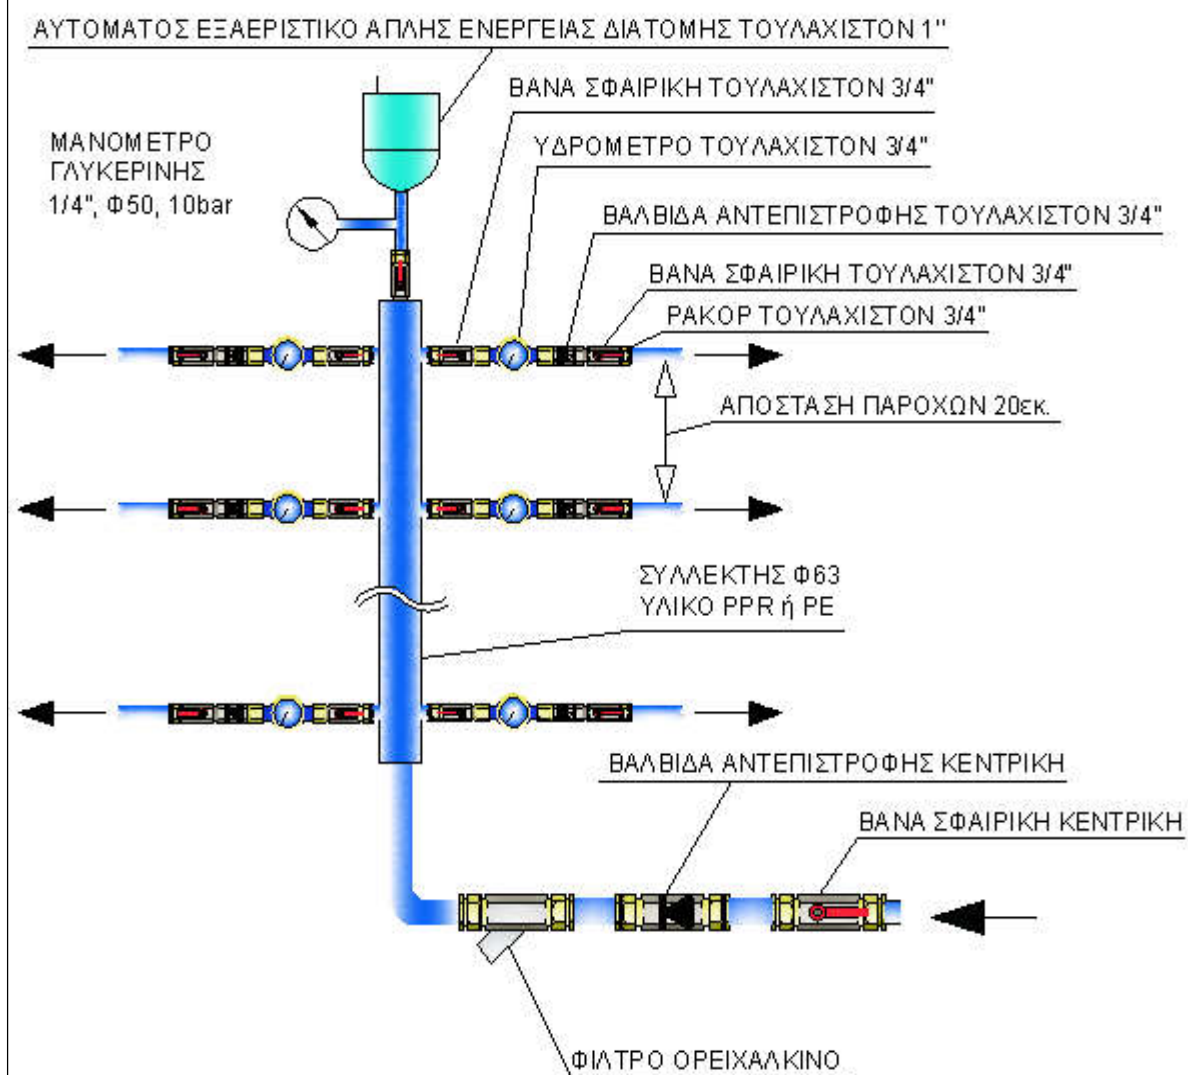 ΑΥΤΟΜΑΤΟΣ ΕΞΑΕΡΙΣΤΙΚΟ ΑΠΛΗΣ ΕΝΕΡΓΕΙΑΣ ΔΙΑΤΟΜΗΣ ΤΟΥΛΑΧΙΣΤΟΝ 1"
ΒΑΝΑ ΣΦΑΙΡΙΚΗ ΤΟΥΛΑΧΙΣΤΟΝ 3/4"
ΜΑΝΟΜΕΤΡΟ
ΓΛΥΚΕΡΙΝΗΣ
1/4", Φ50, 10bar
ΥΔΡΟΜΕΤΡΟ ΤΟΥΛΑΧΙΣΤΟΝ 3/4"
ΒΑΛΒΙΔΑ ΑΝΤΕΠΙΣΤΡΟΦΗΣ ΤΟΥΛΑΧΙΣΤΟΝ 3/4"
ΒΑΝΑ ΣΦΑΙΡΙΚΗ ΤΟΥΛΑΧΙΣΤΟΝ 3/4"
ΡΑΚΟΡ ΤΟΥΛΑΧΙΣΤΟΝ 3/4"
ΑΠΟΣΤΑΣΗ ΠΑΡΟΧΩΝ 20εκ.
ΣΥΛΛΕΚΤΗΣ Φ63
ΥΛΙΚΟ PPR ή PE
ΒΑΛΒΙΔΑ ΑΝΤΕΠΙΣΤΡΟΦΗΣ ΚΕΝΤΡΙΚΗ
ΒΑΝΑ ΣΦΑΙΡΙΚΗ ΚΕΝΤΡΙΚΗ
ΦΙΛΤΡΟ ΟΡΕΙΧΑΛΚΙΝΟ